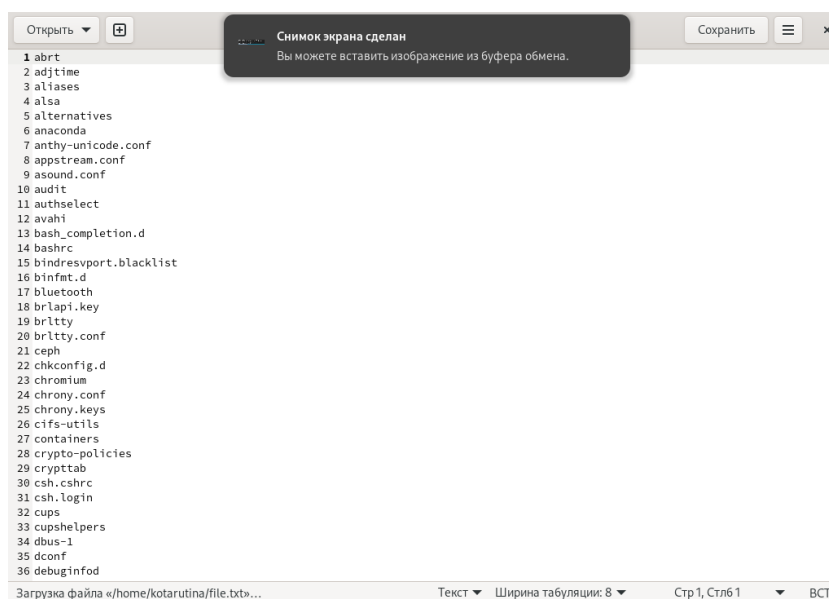 Открыть
Снимок экрана сделан
Вы можете вставить изображение из буфера обмена.
Сохранить
1 abrt
2 adjtime
3 aliases
4 alsa
5 alternatives
6 anaconda
7 anthy-unicode.conf
8 appstream.conf
9 asound.conf
10 audit
11 authselect
12 avahi
13 bash_completion.d
14 bashrc
15 bindresvport.blacklist
16 binfmt.d
17 bluetooth
18 brlapi.key
19 brltty
20 brltty.conf
21 ceph
22 chkconfig.d
23 chromium
24 chrony.conf
25 chrony.keys
26 cifs-utils
27 containers
28 crypto-policies
29 crypttab
30 csh.cshrc
31 csh.login
32 cups
33 cupshelpers
34 dbus-1
35 dconf
36 debuginfod
Загрузка файла «/home/kotarutina/file.txt»… Текст Ширина табуляции: 8 Стр 1, Стлб 1 ВСТ